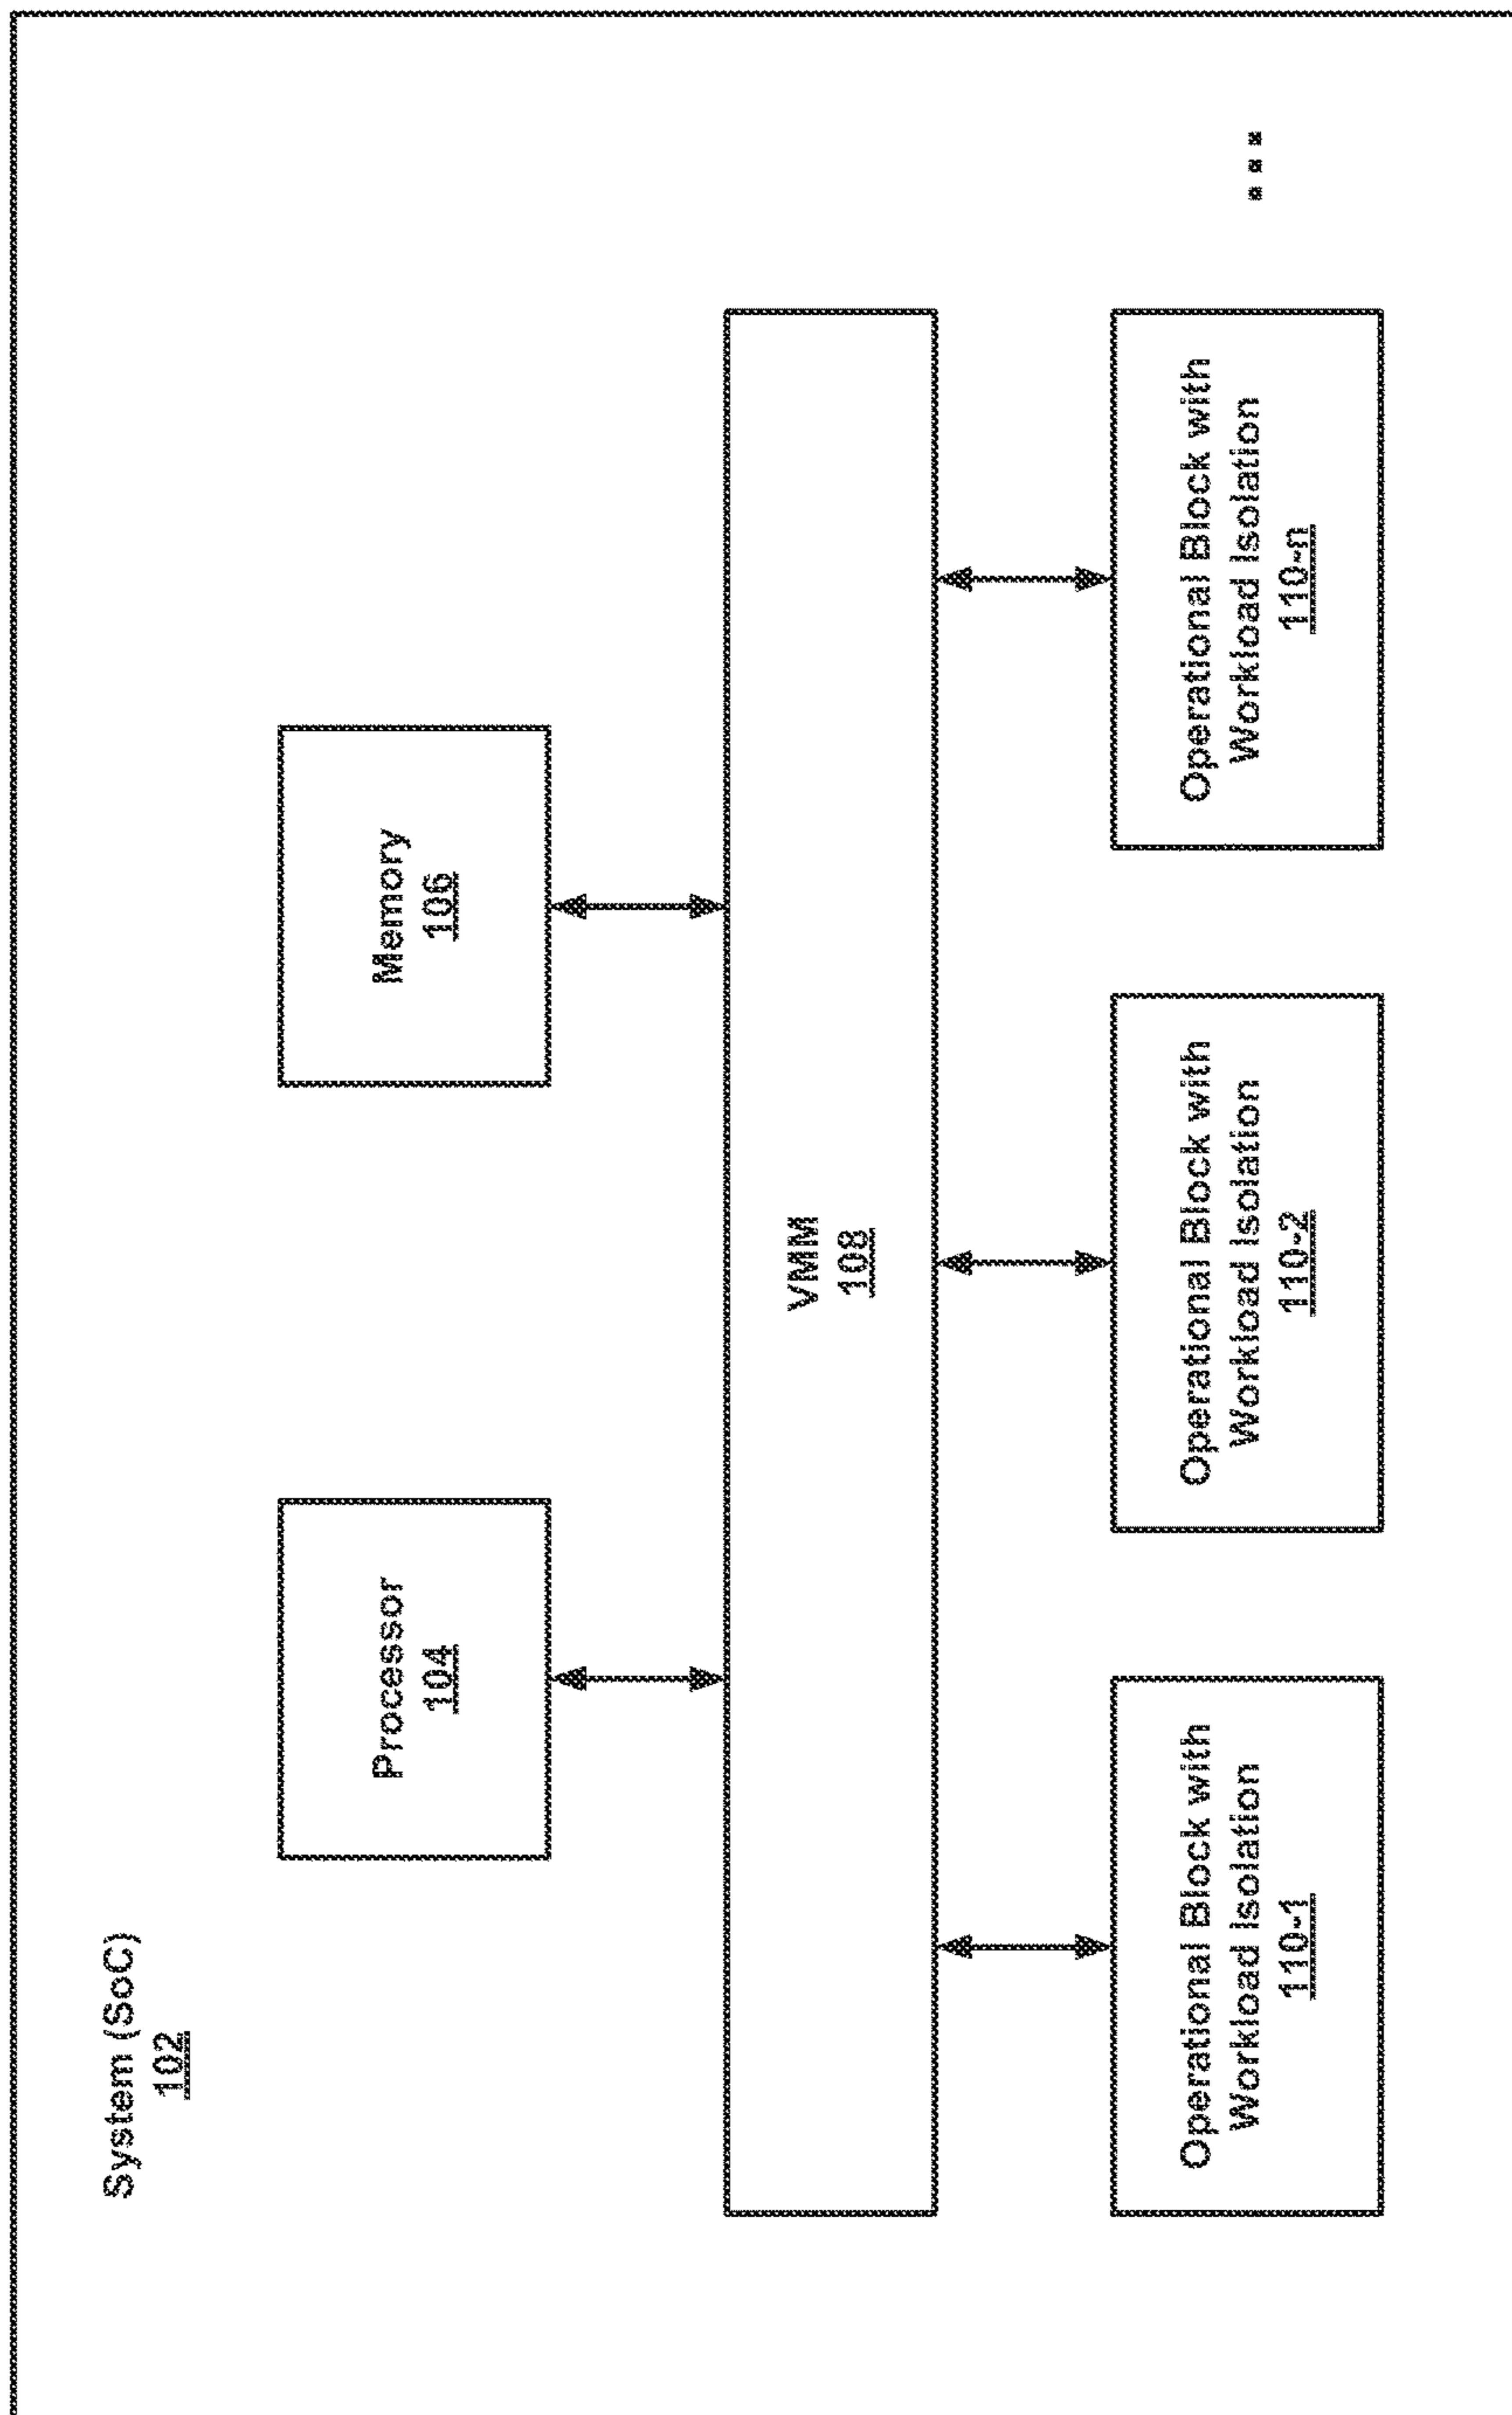 System (SoC)
102
Processor
104
Memory
106
VMM
108
Operational Block with
Workload Isolation
110-1
Operational Block with
Workload Isolation
110-2
Operational Block with
Workload Isolation
110-n
...